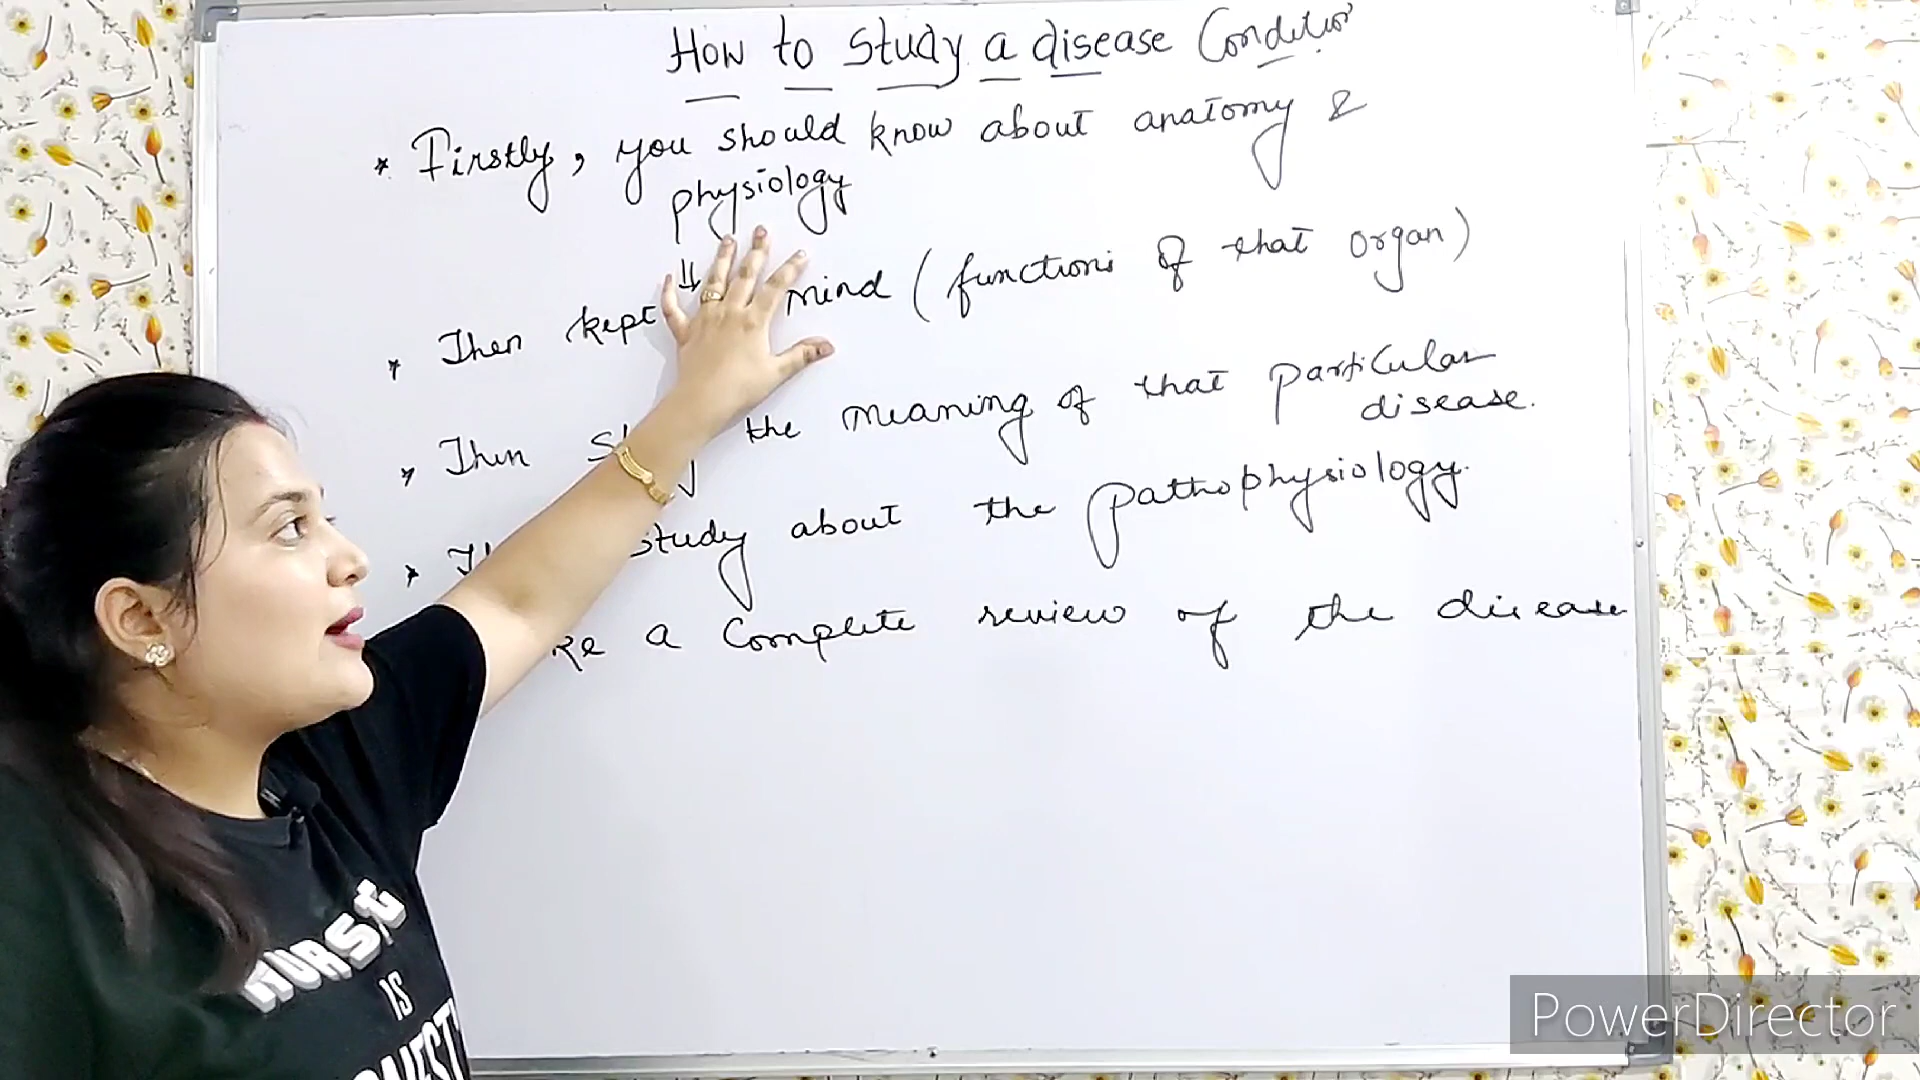 How to study a disease Condition
* Firstly, you should know about anatomy &
physiology
* Then kept mind (functions of that organ)
* Then the meaning of that particular
disease.
* study about the pathophysiology.
a Complete review of the disease
NURSE
IS
PowerDirector